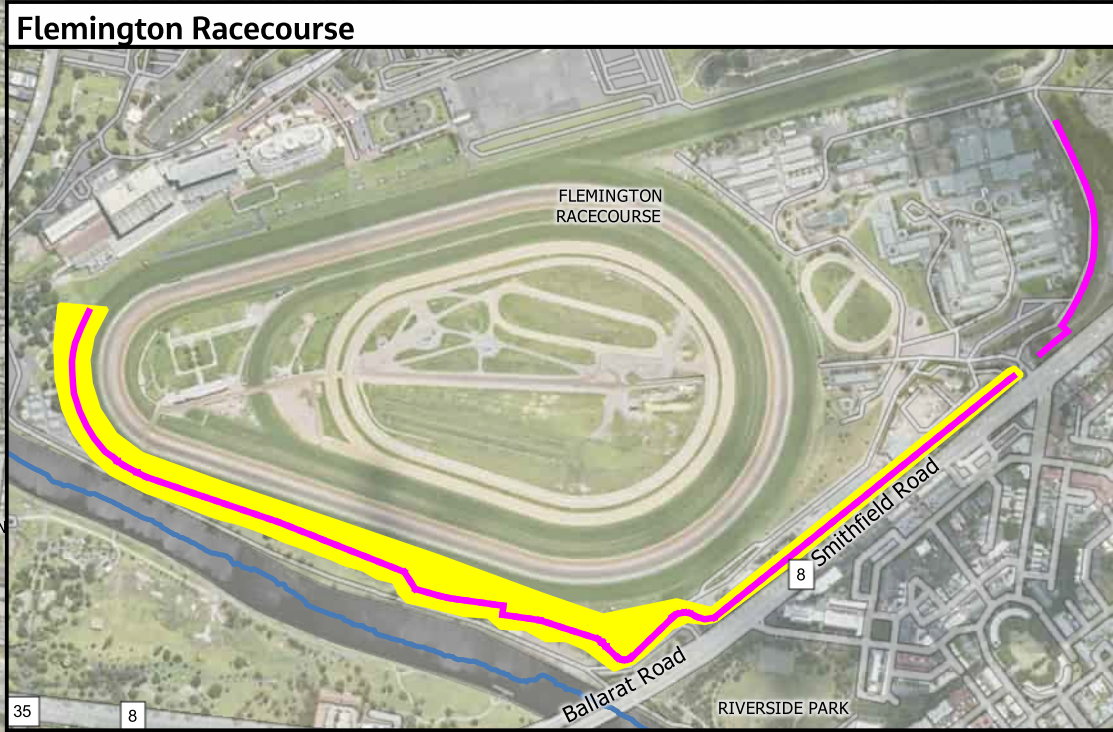 Flemington Racecourse
FLEMINGTON
RACECOURSE
Smithfield Road
8
Ballarat Road
RIVERSIDE PARK
35
8